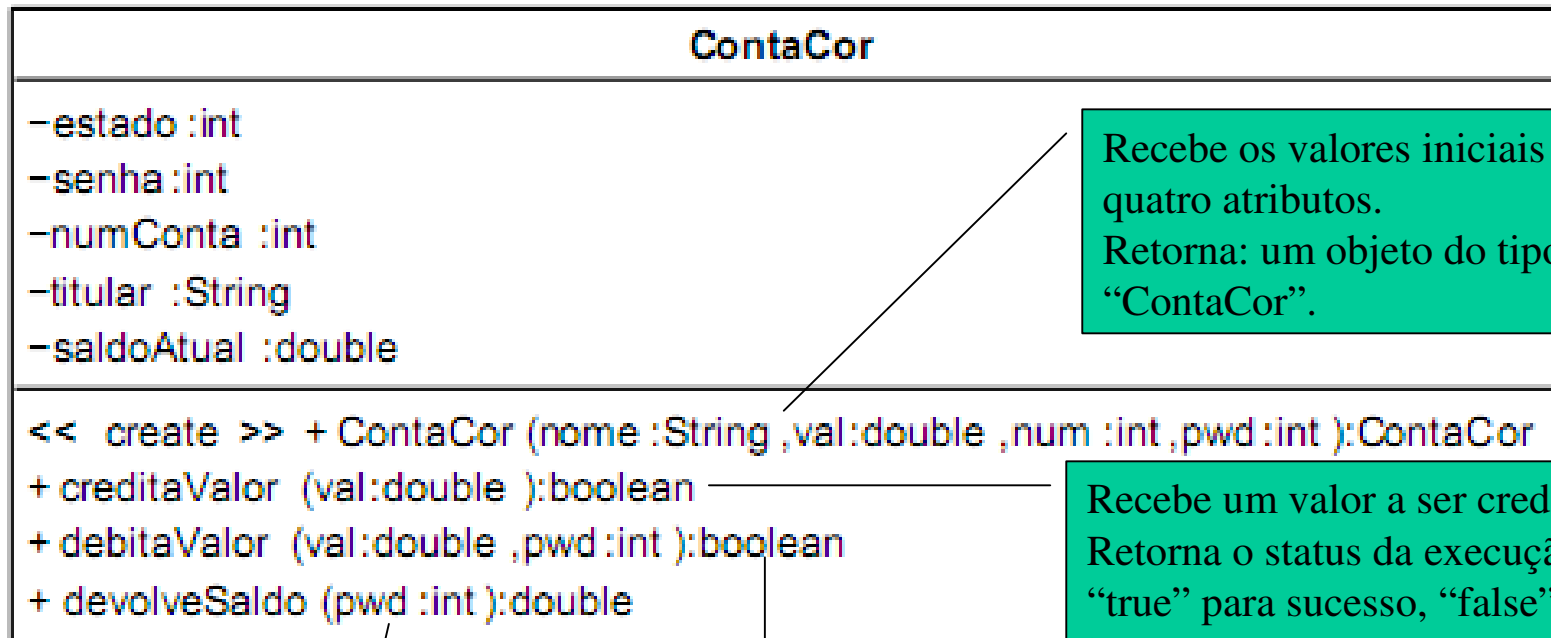 ContaCor
−estado :int
−senha :int
−numConta :int
−titular :String
−saldoAtual :double
Recebe os valores iniciais
quatro atributos.
Retorna: um objeto do tipo
“ContaCor”.
<< create >> + ContaCor (nome :String ,val:double ,num :int ,pwd :int ):ContaCor
+ creditaValor (val:double ):boolean
+ debitaValor (val:double ,pwd :int ):boolean
+ devolveSaldo (pwd :int ):double
Recebe um valor a ser cred
Retorna o status da execuçã
“true” para sucesso, “false”